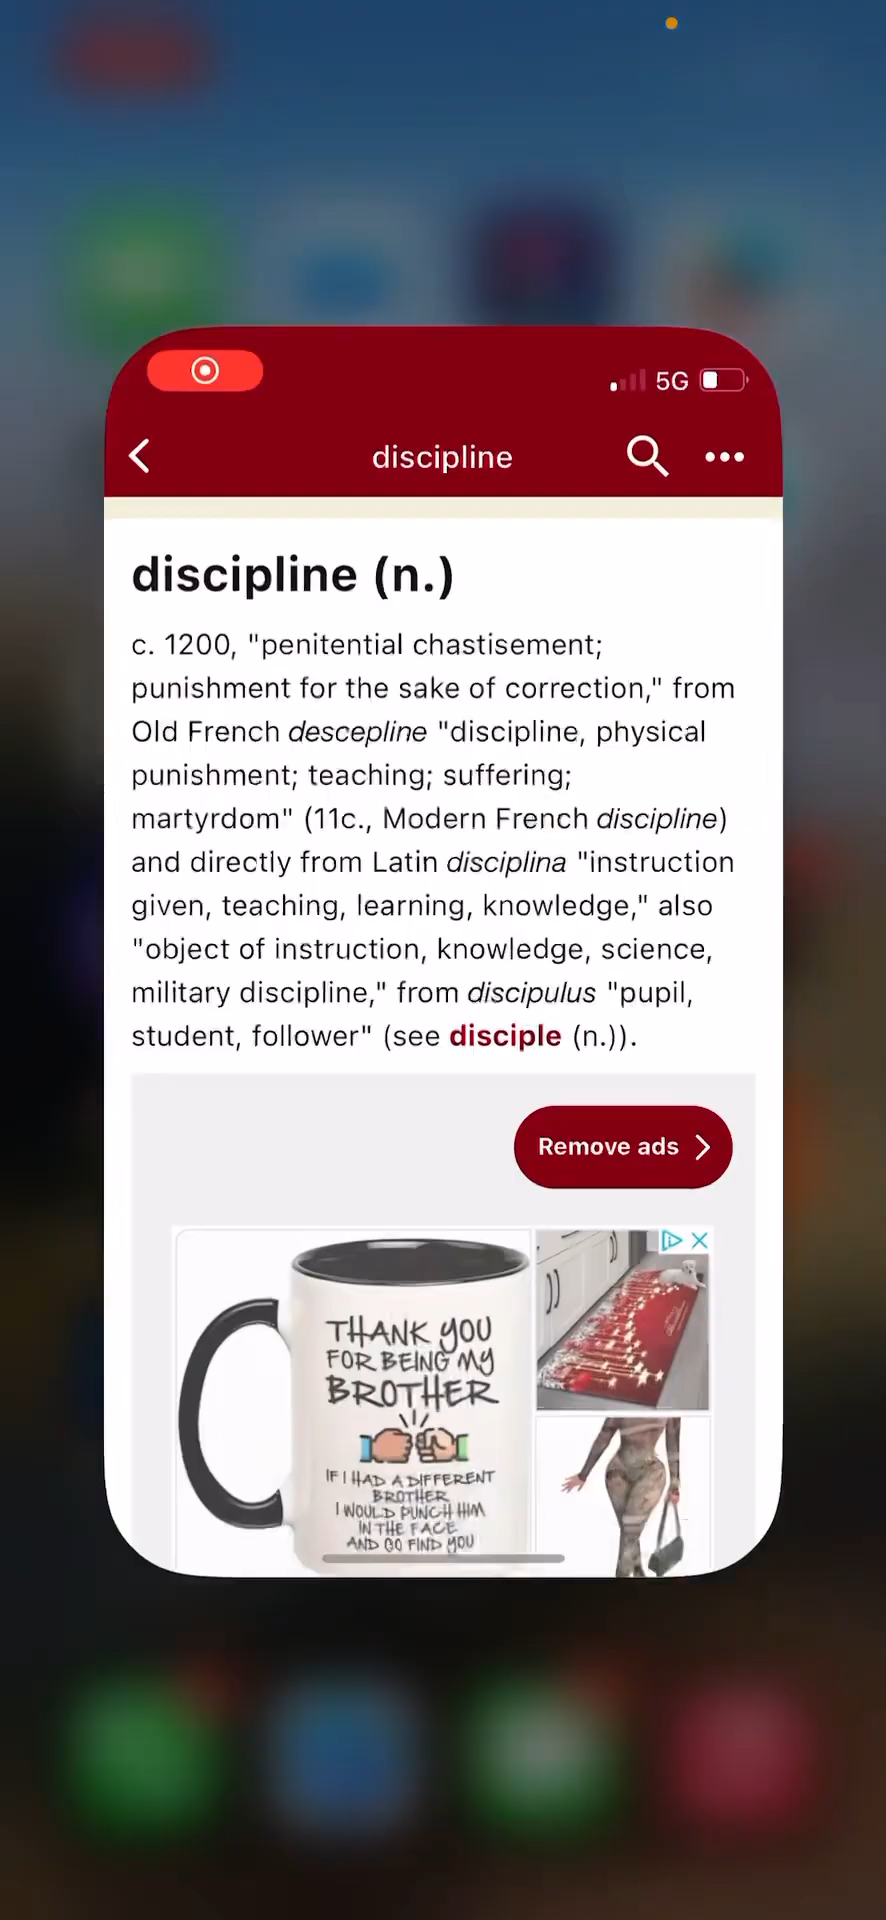 5G
discipline
discipline (n.)
c. 1200, "penitential chastisement;
punishment for the sake of correction," from
Old French descepline "discipline, physical
punishment; teaching; suffering;
martyrdom" (11c., Modern French discipline)
and directly from Latin disciplina "instruction
given, teaching, learning, knowledge," also
"object of instruction, knowledge, science,
military discipline," from discipulus "pupil,
student, follower" (see disciple (n.)).
Remove ads
THANK YOU
FOR BEING MY
BROTHER
IF I HAD A DIFFERENT
BROTHER
I WOULD PUNCH HIM
IN THE FACE
AND GO FIND YOU